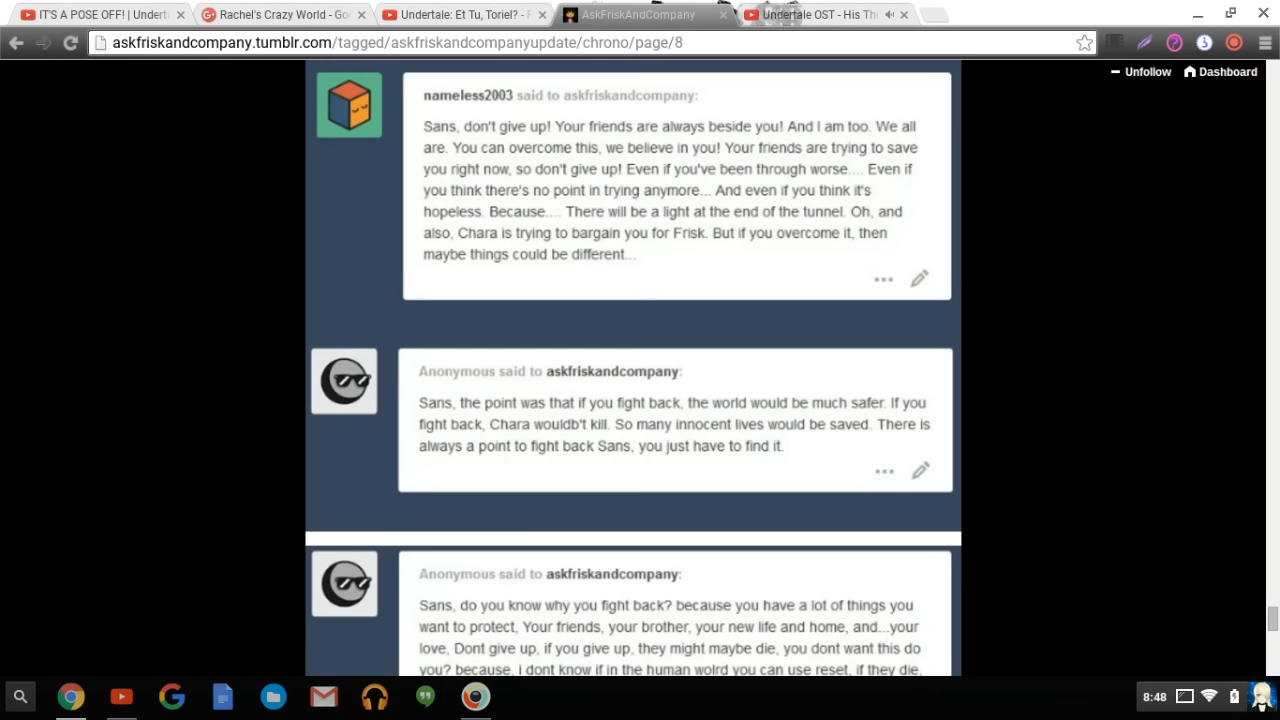 IT'S A POSE OFF! | Undert
Rachel's Crazy World - Go
Undertale: Et Tu, Toriel? - F
AskFriskAndCompany
Undertale OST - His Th
askfriskandcompany.tumblr.com/tagged/askfriskandcompanyupdate/chrono/page/8
Unfollow Dashboard
nameless2003 said to askfriskandcompany:
Sans, don't give up! Your friends are always beside you! And I am too. We all
are. You can overcome this, we believe in you! Your friends are trying to save
you right now, so don't give up! Even if you've been through worse.... Even if
you think there's no point in trying anymore... And even if you think it's
hopeless. Because.... There will be a light at the end of the tunnel. Oh, and
also, Chara is trying to bargain you for Frisk. But if you overcome it, then
maybe things could be different...
Anonymous said to askfriskandcompany:
Sans, the point was that if you fight back, the world would be much safer. If you
fight back, Chara wouldb't kill. So many innocent lives would be saved. There is
always a point to fight back Sans, you just have to find it.
Anonymous said to askfriskandcompany:
Sans, do you know why you fight back? because you have a lot of things you
want to protect, Your friends, your brother, your new life and home, and...your
love, Dont give up, if you give up, they might maybe die, you dont want this do
you? because, i dont know if in the human wolrd you can use reset, if they die,
8:48